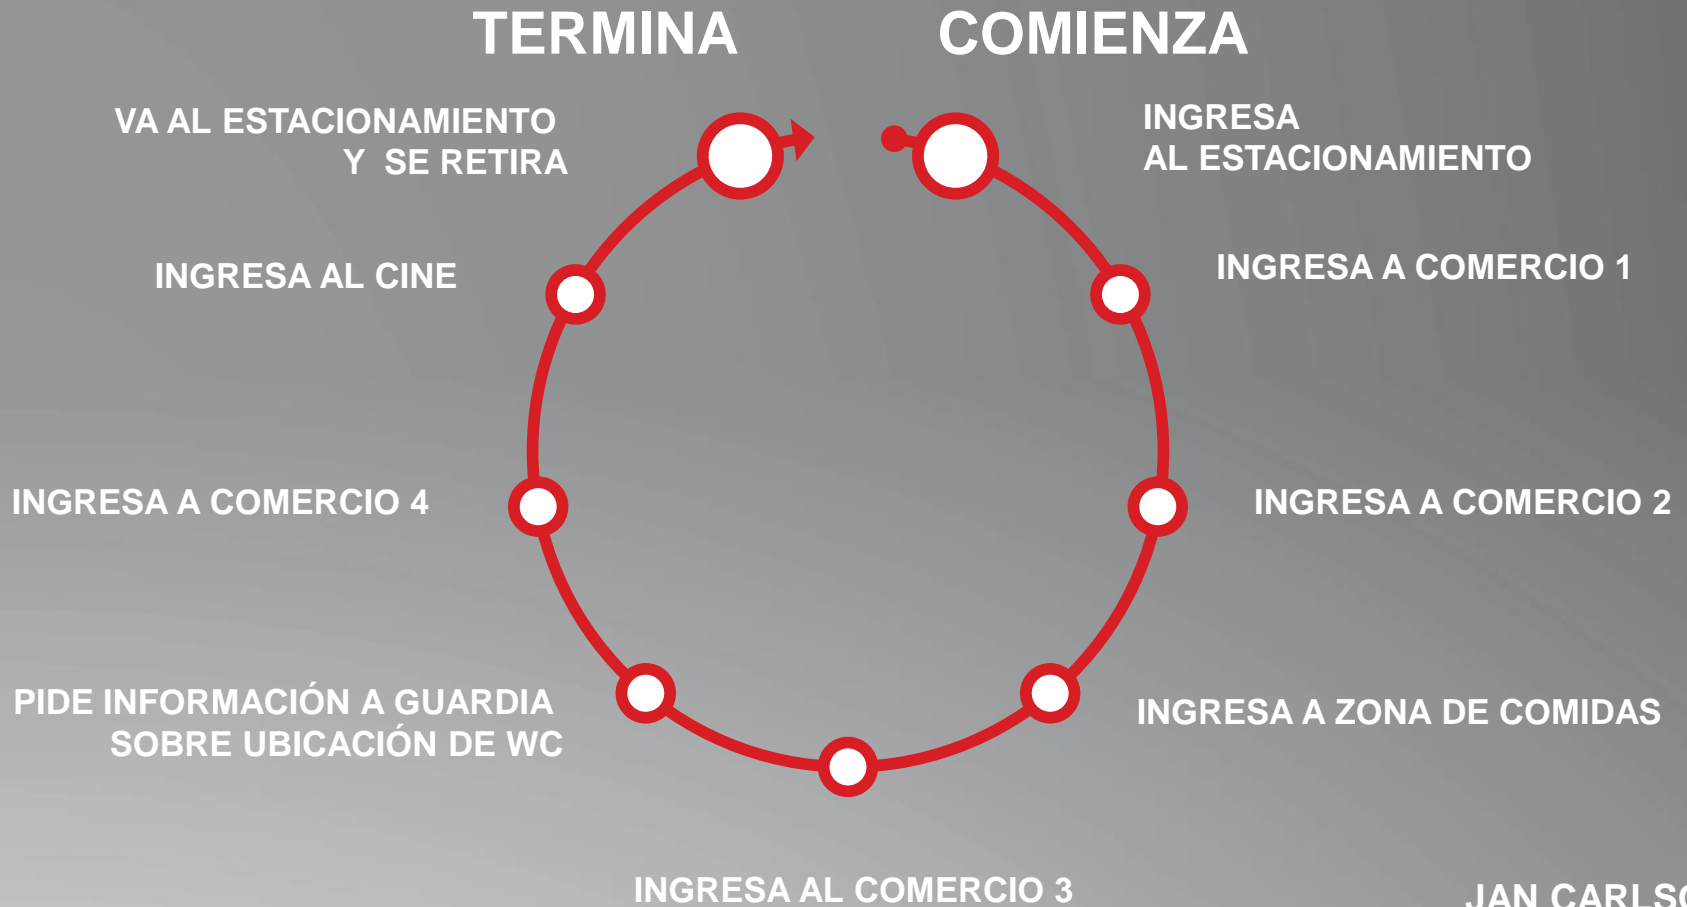 TERMINA
COMIENZA
INGRESA
AL ESTACIONAMIENTO
INGRESA A COMERCIO 1
INGRESA A COMERCIO 2
INGRESA A ZONA DE COMIDAS
INGRESA AL COMERCIO 3
PIDE INFORMACIÓN A GUARDIA
SOBRE UBICACIÓN DE WC
INGRESA A COMERCIO 4
INGRESA AL CINE
VA AL ESTACIONAMIENTO
Y SE RETIRA
JAN